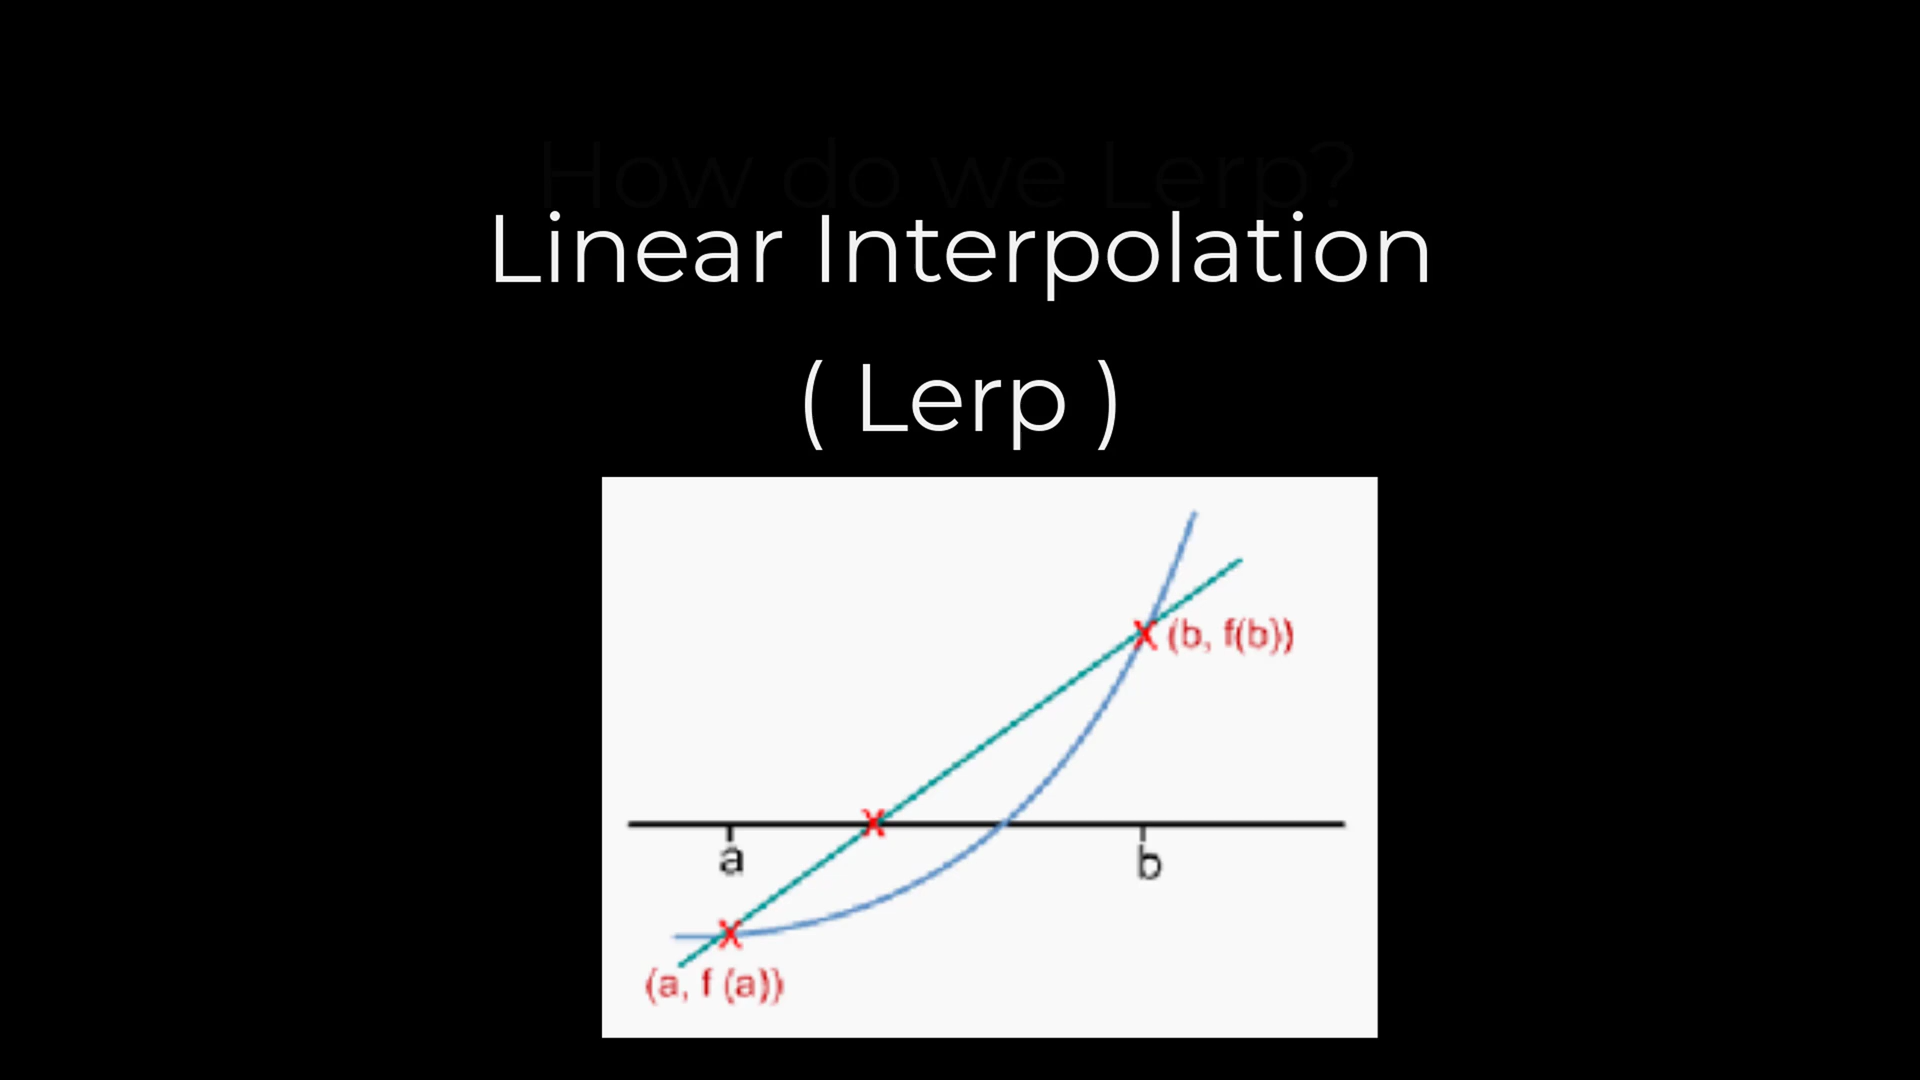 How do we Lerp?
Linear Interpolation
( Lerp )
(b, f(b))
a
b
(a, f (a))